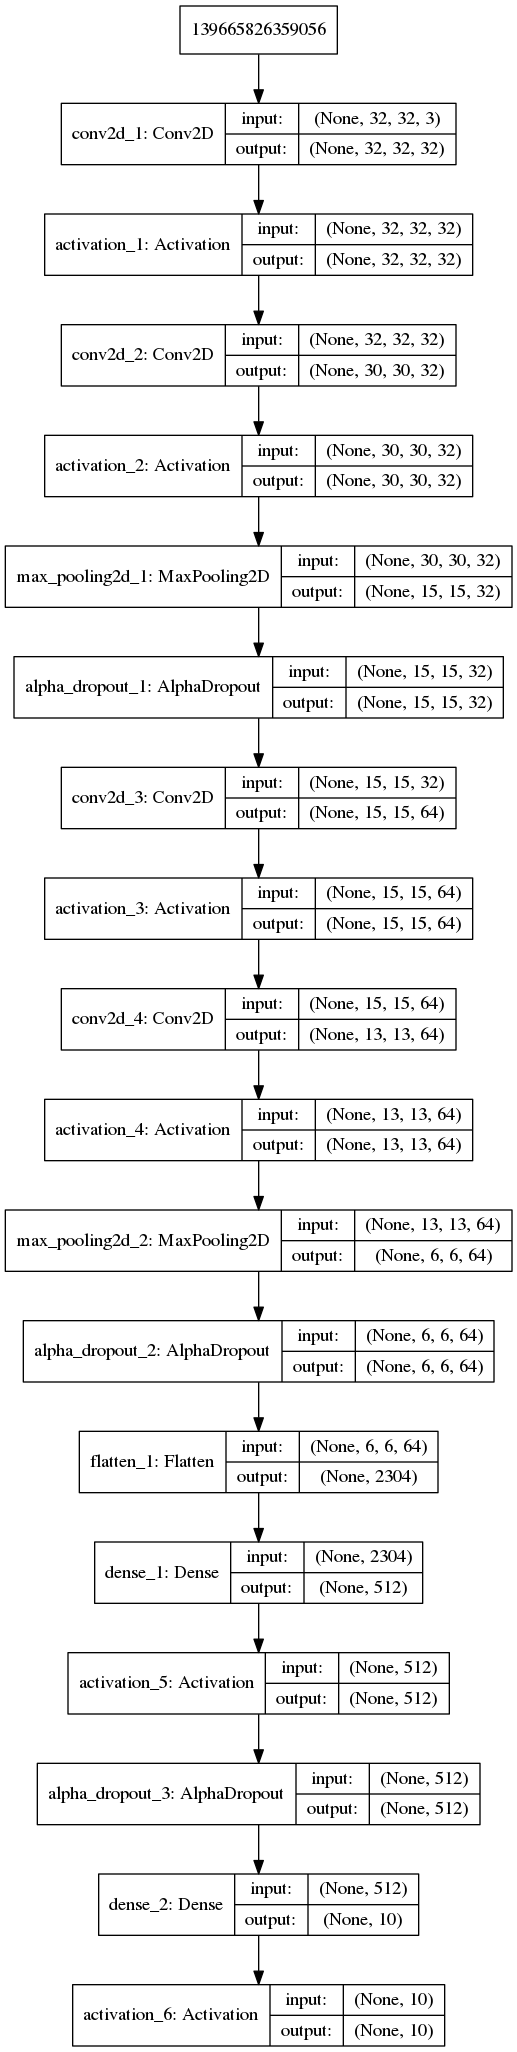 139665826359056
conv2d_1: Conv2D
input:
(None, 32, 32, 3)
output:
(None, 32, 32, 32)
activation_1: Activation
input:
(None, 32, 32, 32)
output:
(None, 32, 32, 32)
conv2d_2: Conv2D
input:
(None, 32, 32, 32)
output:
(None, 30, 30, 32)
activation_2: Activation
input:
(None, 30, 30, 32)
output:
(None, 30, 30, 32)
max_pooling2d_1: MaxPooling2D
input:
(None, 30, 30, 32)
output:
(None, 15, 15, 32)
alpha_dropout_1: AlphaDropout
input:
(None, 15, 15, 32)
output:
(None, 15, 15, 32)
conv2d_3: Conv2D
input:
(None, 15, 15, 32)
output:
(None, 15, 15, 64)
activation_3: Activation
input:
(None, 15, 15, 64)
output:
(None, 15, 15, 64)
conv2d_4: Conv2D
input:
(None, 15, 15, 64)
output:
(None, 13, 13, 64)
activation_4: Activation
input:
(None, 13, 13, 64)
output:
(None, 13, 13, 64)
max_pooling2d_2: MaxPooling2D
input:
(None, 13, 13, 64)
output:
(None, 6, 6, 64)
alpha_dropout_2: AlphaDropout
input:
(None, 6, 6, 64)
output:
(None, 6, 6, 64)
flatten_1: Flatten
input:
(None, 6, 6, 64)
output:
(None, 2304)
dense_1: Dense
input:
(None, 2304)
output:
(None, 512)
activation_5: Activation
input:
(None, 512)
output:
(None, 512)
alpha_dropout_3: AlphaDropout
input:
(None, 512)
output:
(None, 512)
dense_2: Dense
input:
(None, 512)
output:
(None, 10)
activation_6: Activation
input:
(None, 10)
output:
(None, 10)